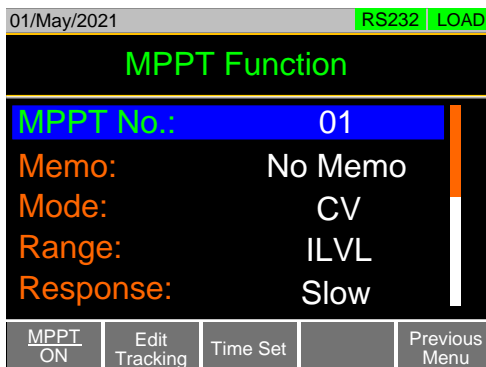 01/May/2021 RS232 LOAD
MPPT Function
MPPT No.: 01
Memo: No Memo
Mode: CV
Range: ILVL
Response: Slow
MPPT Edit Time Set Previous
ON Tracking Menu